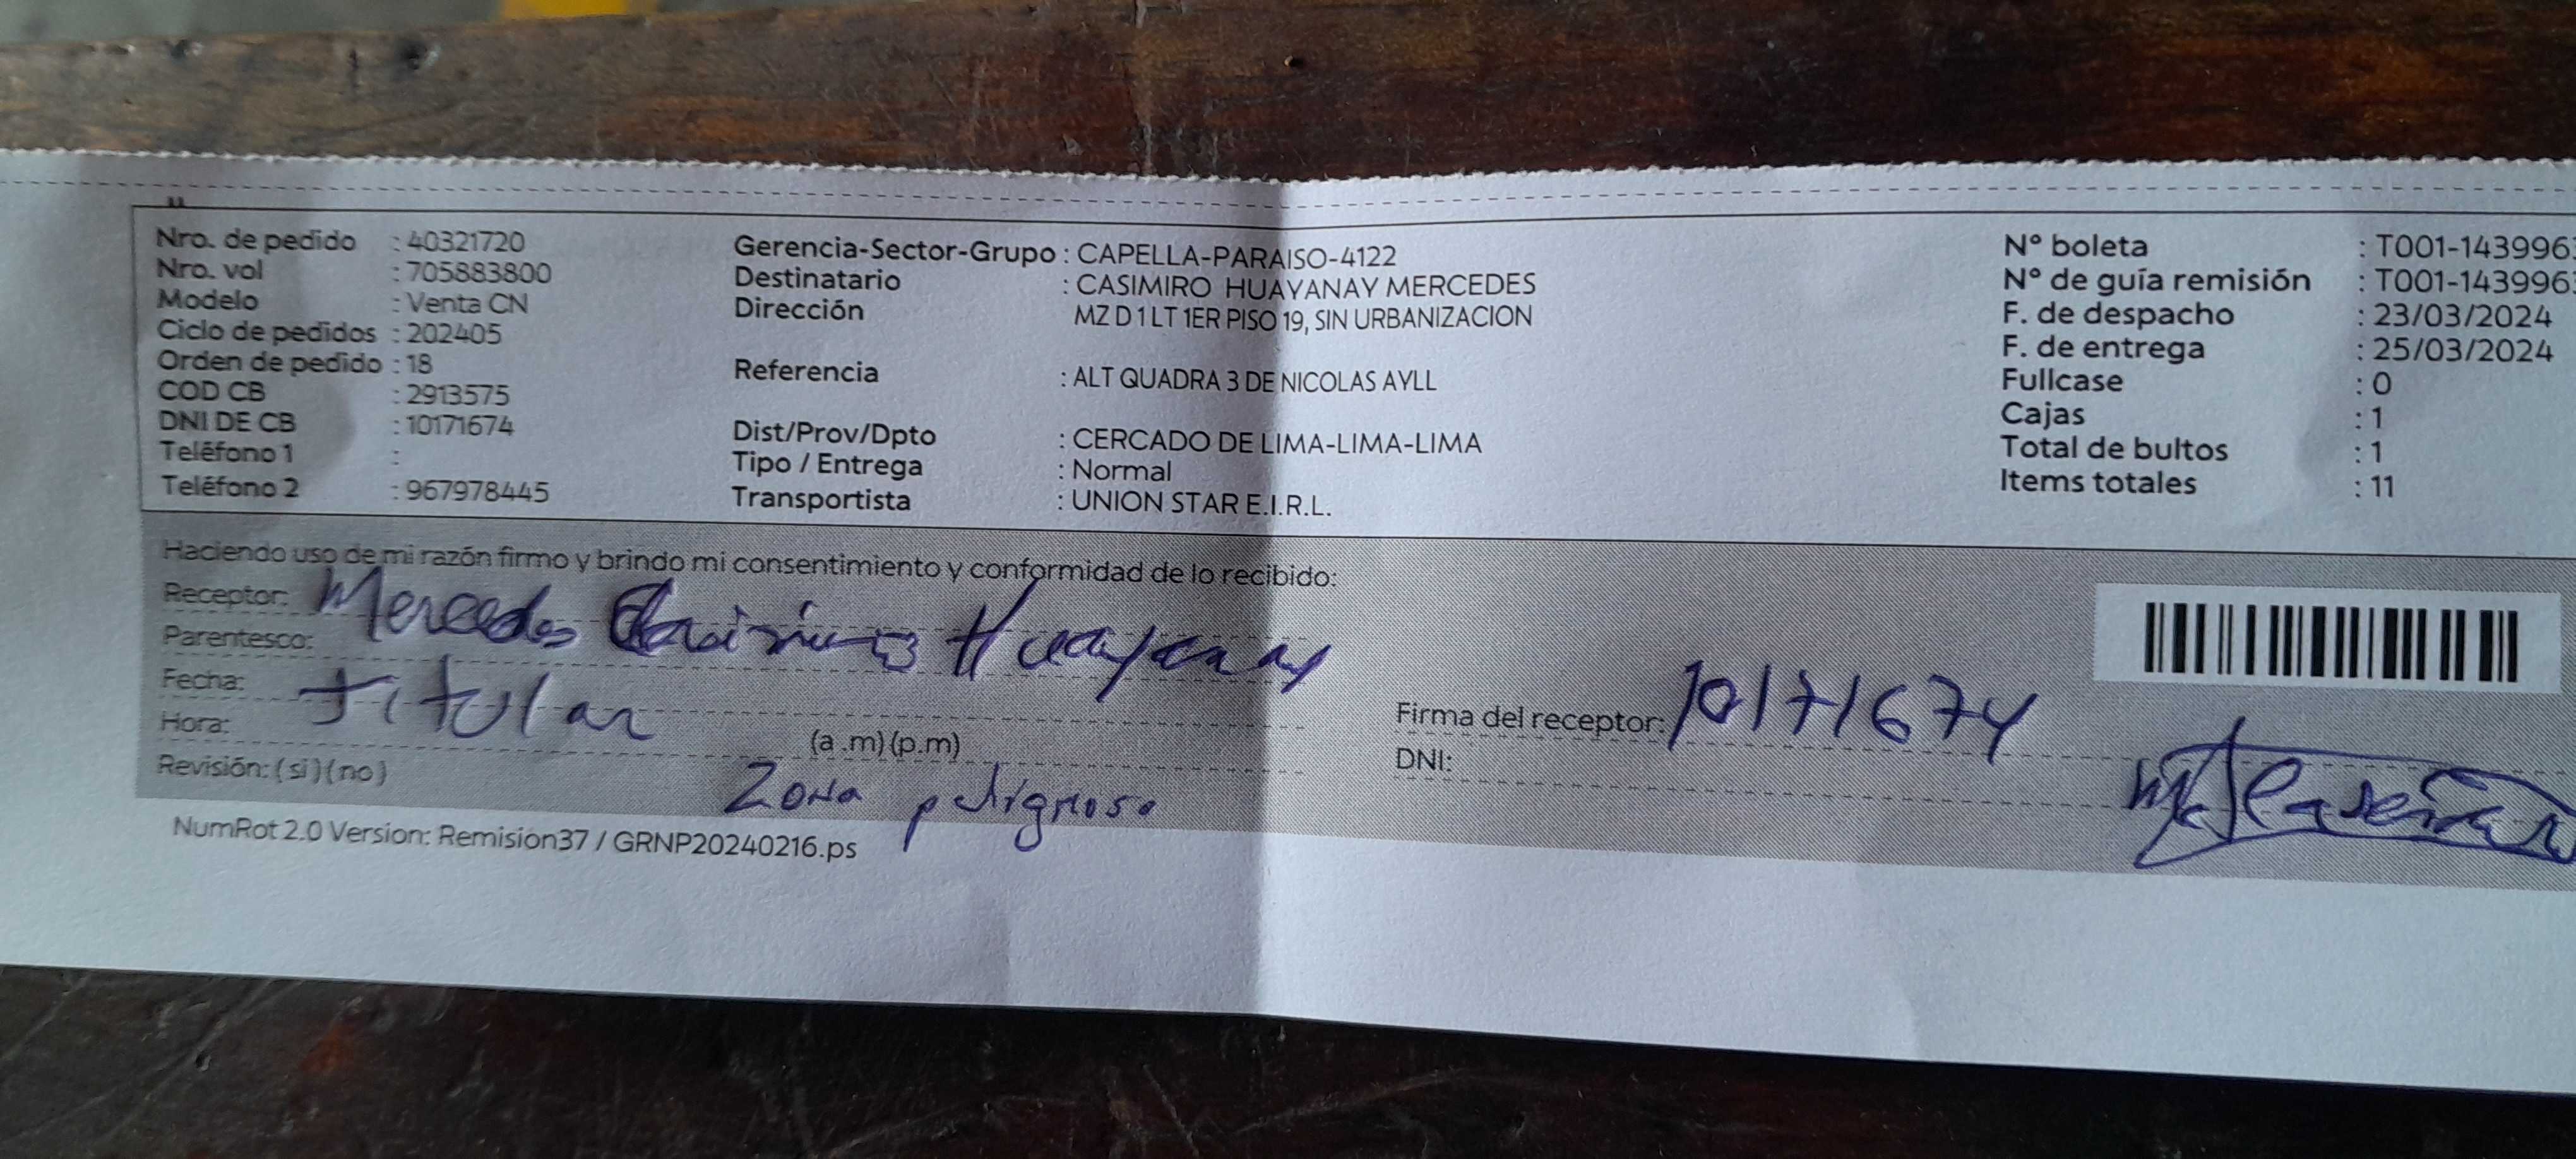 Nro. de pedido : 40321720
Nro. vol : 705883800
Modelo : Venta CN
Ciclo de pedidos : 202405
Orden de pedido : 18
COD CB : 2913575
DNI DE CB : 10171674
Teléfono 1 :
Teléfono 2 : 967978445
Gerencia-Sector-Grupo : CAPELLA-PARAISO-4122
Destinatario : CASIMIRO HUAYANAY MERCEDES
Dirección MZ D 1 LT 1ER PISO 19, SIN URBANIZACION
Referencia : ALT QUADRA 3 DE NICOLAS AYLL
Dist/Prov/Dpto : CERCADO DE LIMA-LIMA-LIMA
Tipo / Entrega : Normal
Transportista : UNION STAR E.I.R.L.
N° boleta : T001-143996
N° de guía remisión : T001-143996
F. de despacho : 23/03/2024
F. de entrega : 25/03/2024
Fullcase : 0
Cajas : 1
Total de bultos : 1
Items totales : 11
Haciendo uso de mi razón firmo y brindo mi consentimiento y conformidad de lo recibido:
Receptor: Mercedes Casimiro Huayanay
Parentesco:
Fecha: titular
Hora: (a .m) (p.m)
Revisión: ( si ) ( no )
Zona peligrosa
Firma del receptor: 10171674
DNI:
NumRot 2.0 Version: Remision37 / GRNP20240216.ps